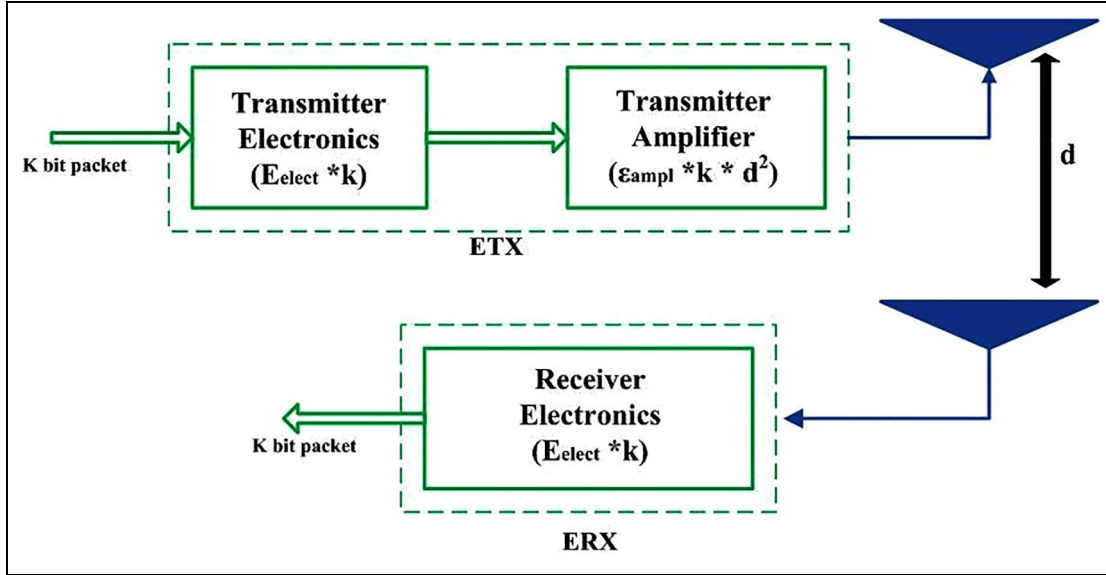 Transmitter
Electronics
(Eelect *k)
Transmitter
Amplifier
(εampl *k * d²)
K bit packet
d
ETX
Receiver
Electronics
(Eelect *k)
K bit packet
ERX